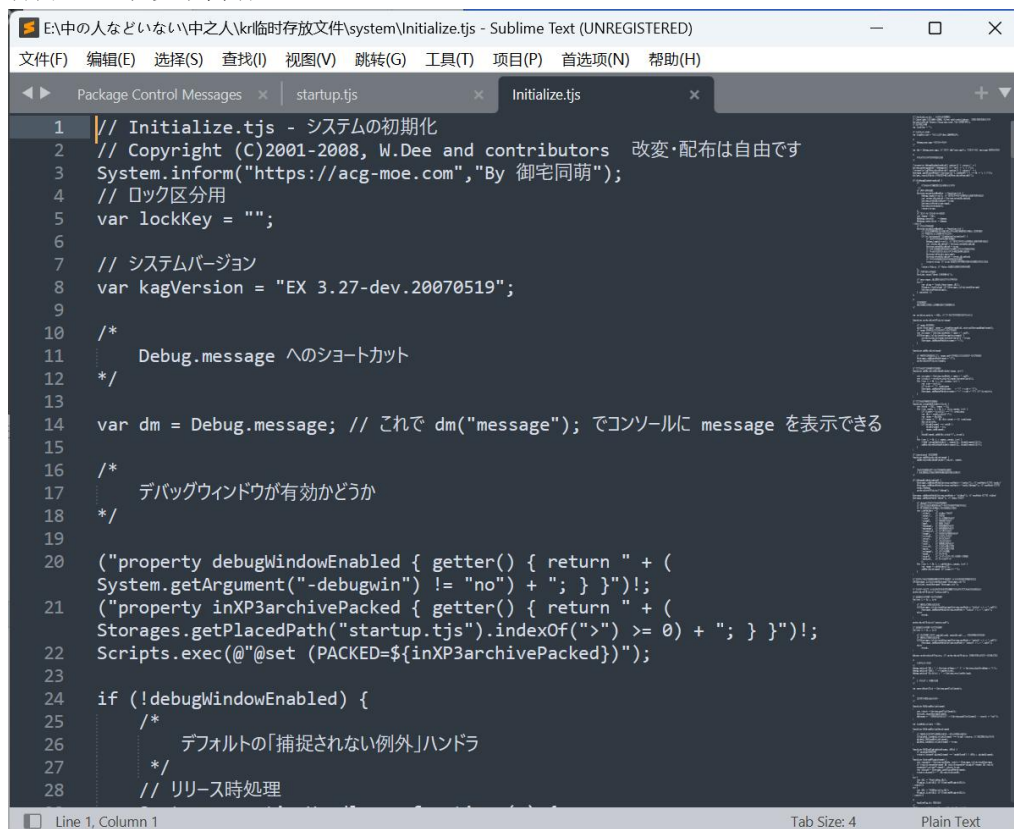 E:\中の人などいない\中之人\krl临时存放文件\system\Initialize.tjs - Sublime Text (UNREGISTERED)
文件(F) 编辑(E) 选择(S) 查找(I) 视图(V) 跳转(G) 工具(T) 项目(P) 首选项(N) 帮助(H)
Package Control Messages × startup.tjs × Initialize.tjs ×
1 // Initialize.tjs - システムの初期化
2 // Copyright (C)2001-2008, W.Dee and contributors 改変・配布は自由です
3 System.inform("https://acg-moe.com","By 御宅同萌");
4 // ロック区分用
5 var lockKey = "";
6
7 // システムバージョン
8 var kagVersion = "EX 3.27-dev.20070519";
9
10 /*
11 Debug.message へのショートカット
12 */
13
14 var dm = Debug.message; // これで dm("message"); でコンソールに message を表示できる
15
16 /*
17 デバッグウィンドウが有効かどうか
18 */
19
20 ("property debugWindowEnabled { getter() { return " + (
System.getArgument("-debugwin") != "no") + "; } }")!;
21 ("property inXP3archivePacked { getter() { return " + (
Storages.getPlacedPath("startup.tjs").indexOf(">") >= 0) + "; } }")!;
22 Scripts.exec(@"@set (PACKED=${inXP3archivePacked})");
23
24 if (!debugWindowEnabled) {
25 /*
26 デフォルトの「捕捉されない例外」ハンドラ
27 */
28 // リリース時処理
Line 1, Column 1 Tab Size: 4 Plain Text